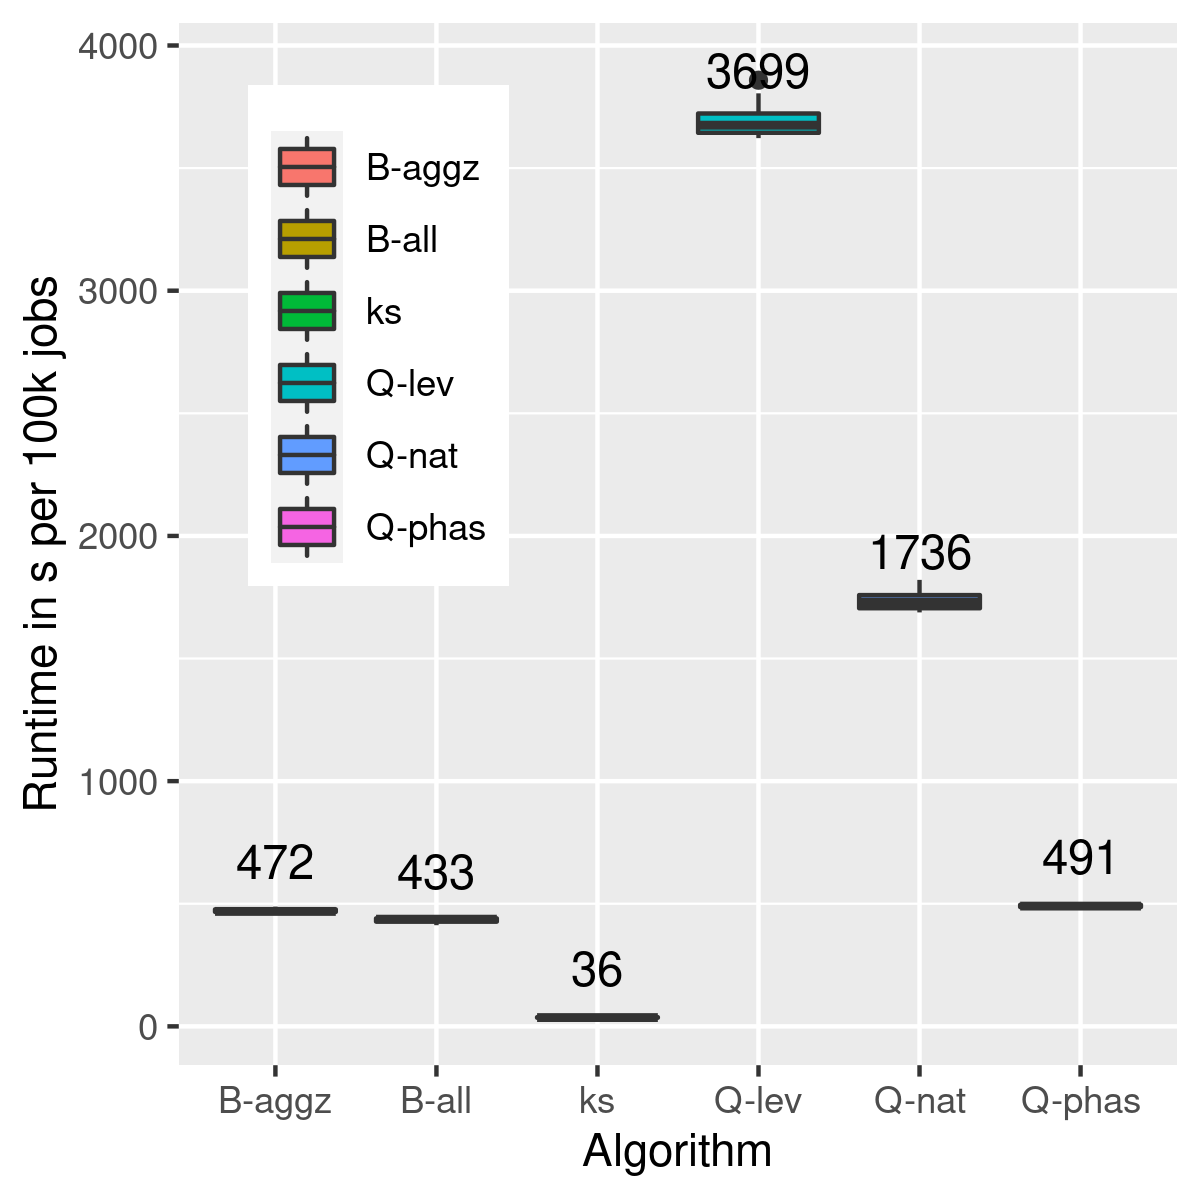 4000
3000
2000
1000
0
Runtime in s per 100k jobs
B-aggz
B-all
ks
Q-lev
Q-nat
Q-phas
3699
1736
472
433
36
491
B-aggz B-all ks Q-lev Q-nat Q-phas
Algorithm